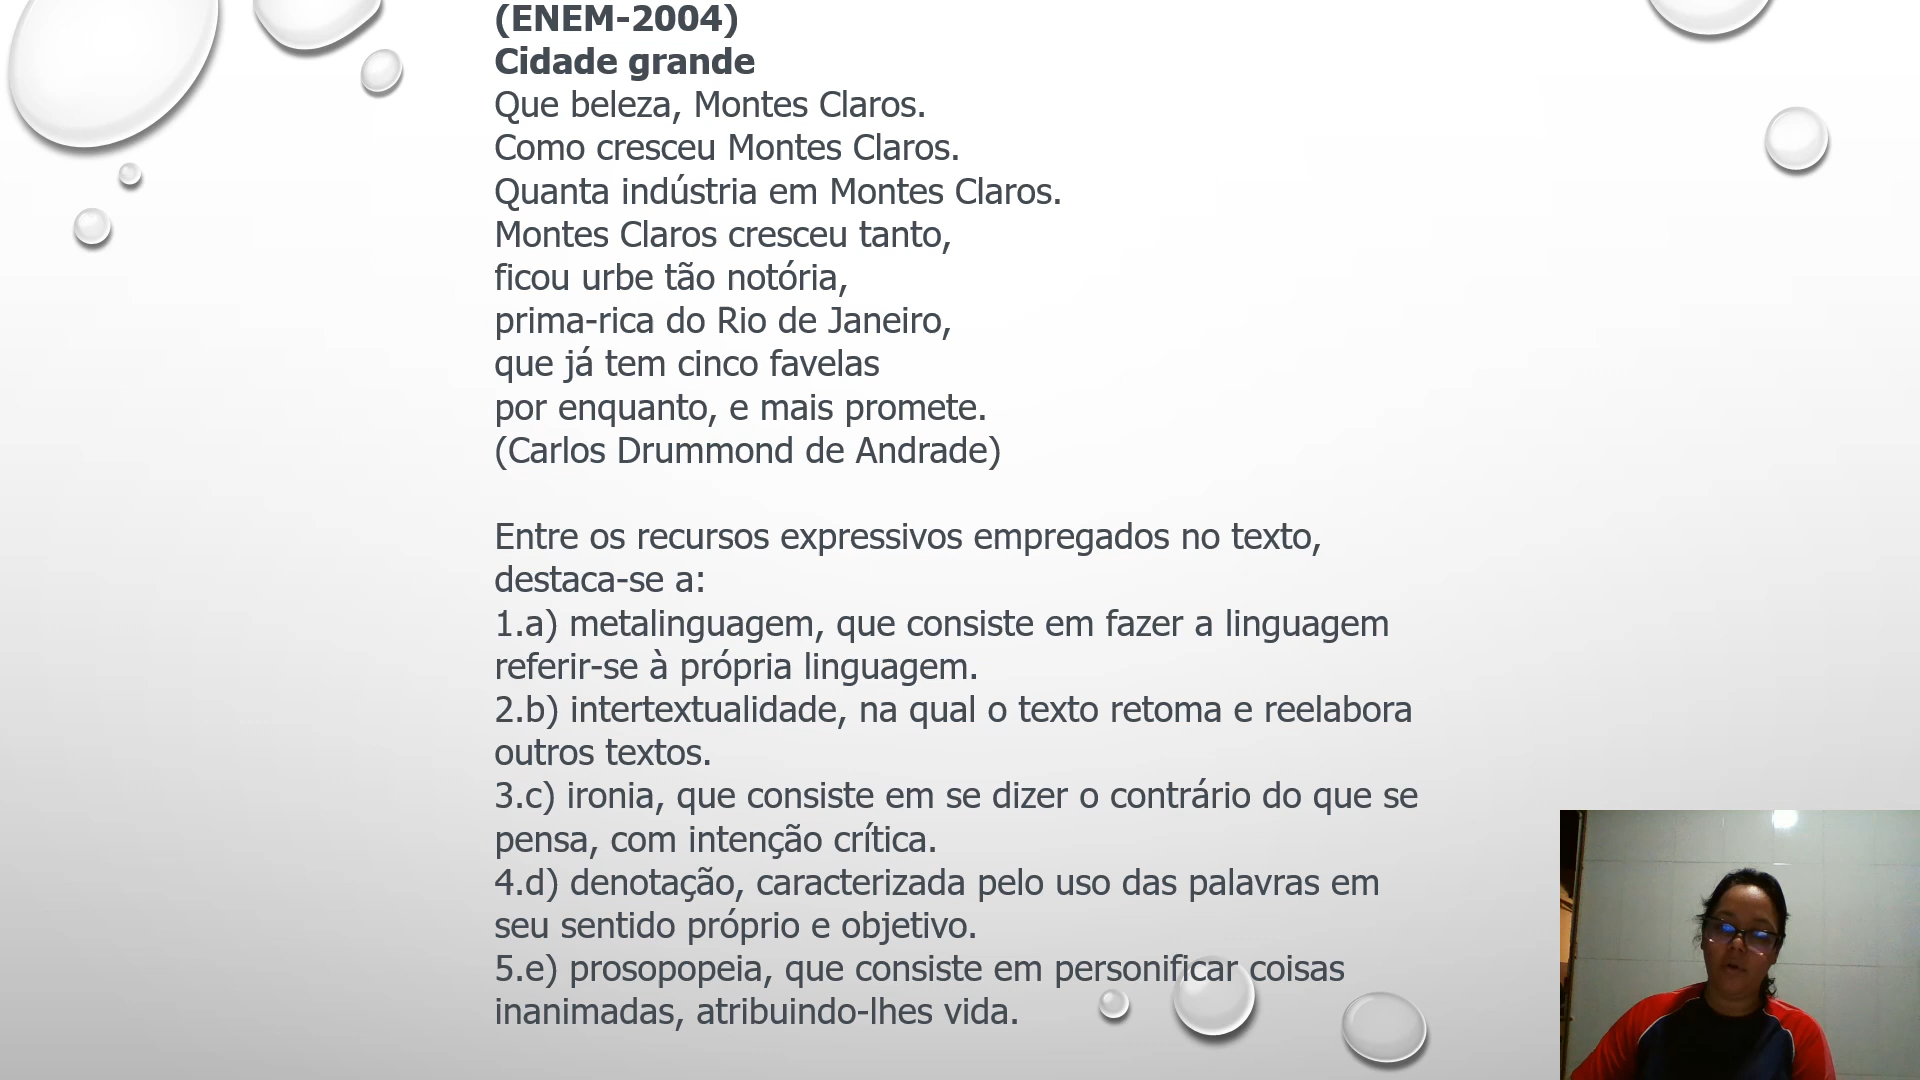 (ENEM-2004)
Cidade grande
Que beleza, Montes Claros.
Como cresceu Montes Claros.
Quanta indústria em Montes Claros.
Montes Claros cresceu tanto,
ficou urbe tão notória,
prima-rica do Rio de Janeiro,
que já tem cinco favelas
por enquanto, e mais promete.
(Carlos Drummond de Andrade)
Entre os recursos expressivos empregados no texto,
destaca-se a:
1.a) metalinguagem, que consiste em fazer a linguagem
referir-se à própria linguagem.
2.b) intertextualidade, na qual o texto retoma e reelabora
outros textos.
3.c) ironia, que consiste em se dizer o contrário do que se
pensa, com intenção crítica.
4.d) denotação, caracterizada pelo uso das palavras em
seu sentido próprio e objetivo.
5.e) prosopopeia, que consiste em personificar coisas
inanimadas, atribuindo-lhes vida.